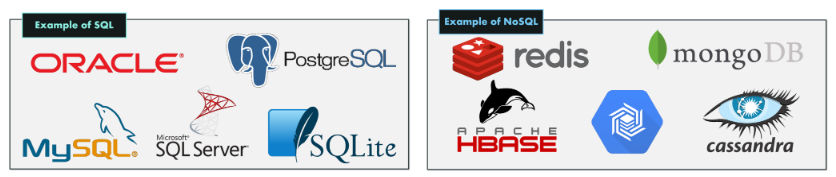 Example of SQL
ORACLE®
PostgreSQL
MySQL®
Microsoft®
SQL Server®
SQLite
Example of NoSQL
redis
mongoDB
APACHE
HBASE
cassandra